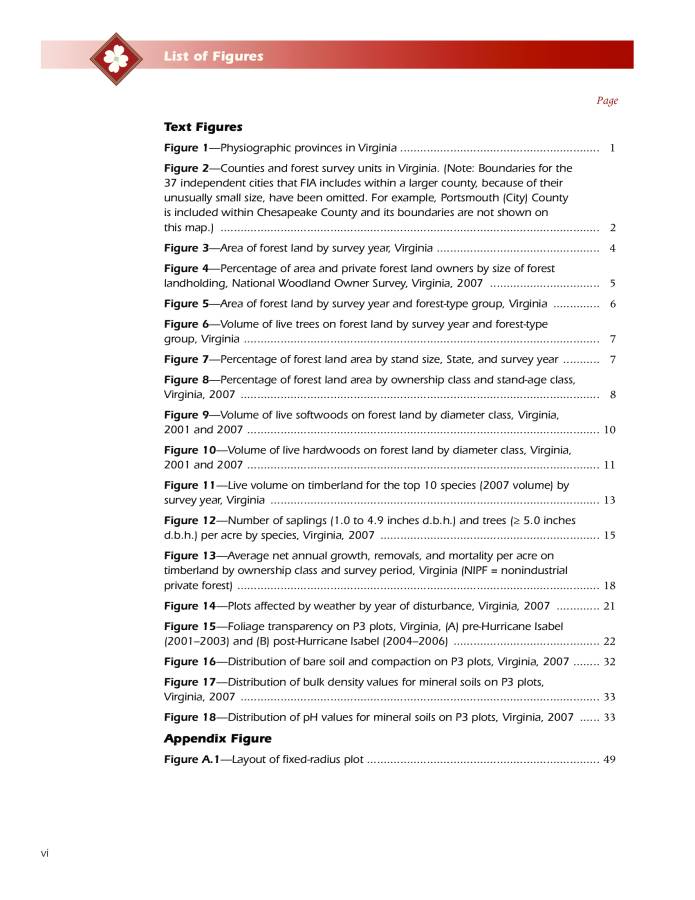 List of Figures
Page
Text Figures
Figure 1—Physiographic provinces in Virginia ............................................................ 1
Figure 2—Counties and forest survey units in Virginia. (Note: Boundaries for the
37 independent cities that FIA includes within a larger county, because of their
unusually small size, have been omitted. For example, Portsmouth (City) County
is included within Chesapeake County and its boundaries are not shown on
this map.) .................................................................................................................. 2
Figure 3—Area of forest land by survey year, Virginia ................................................. 4
Figure 4—Percentage of area and private forest land owners by size of forest
landholding, National Woodland Owner Survey, Virginia, 2007 ................................. 5
Figure 5—Area of forest land by survey year and forest-type group, Virginia .............. 6
Figure 6—Volume of live trees on forest land by survey year and forest-type
group, Virginia ........................................................................................................... 7
Figure 7—Percentage of forest land area by stand size, State, and survey year ........... 7
Figure 8—Percentage of forest land area by ownership class and stand-age class,
Virginia, 2007 ............................................................................................................ 8
Figure 9—Volume of live softwoods on forest land by diameter class, Virginia,
2001 and 2007 .......................................................................................................... 10
Figure 10—Volume of live hardwoods on forest land by diameter class, Virginia,
2001 and 2007 .......................................................................................................... 11
Figure 11—Live volume on timberland for the top 10 species (2007 volume) by
survey year, Virginia ................................................................................................... 13
Figure 12—Number of saplings (1.0 to 4.9 inches d.b.h.) and trees (≥ 5.0 inches
d.b.h.) per acre by species, Virginia, 2007 .................................................................. 15
Figure 13—Average net annual growth, removals, and mortality per acre on
timberland by ownership class and survey period, Virginia (NIPF = nonindustrial
private forest) ............................................................................................................. 18
Figure 14—Plots affected by weather by year of disturbance, Virginia, 2007 ............. 21
Figure 15—Foliage transparency on P3 plots, Virginia, (A) pre-Hurricane Isabel
(2001–2003) and (B) post-Hurricane Isabel (2004–2006) ............................................ 22
Figure 16—Distribution of bare soil and compaction on P3 plots, Virginia, 2007 ........ 32
Figure 17—Distribution of bulk density values for mineral soils on P3 plots,
Virginia, 2007 ............................................................................................................ 33
Figure 18—Distribution of pH values for mineral soils on P3 plots, Virginia, 2007 ...... 33
Appendix Figure
Figure A.1—Layout of fixed-radius plot ...................................................................... 49
vi